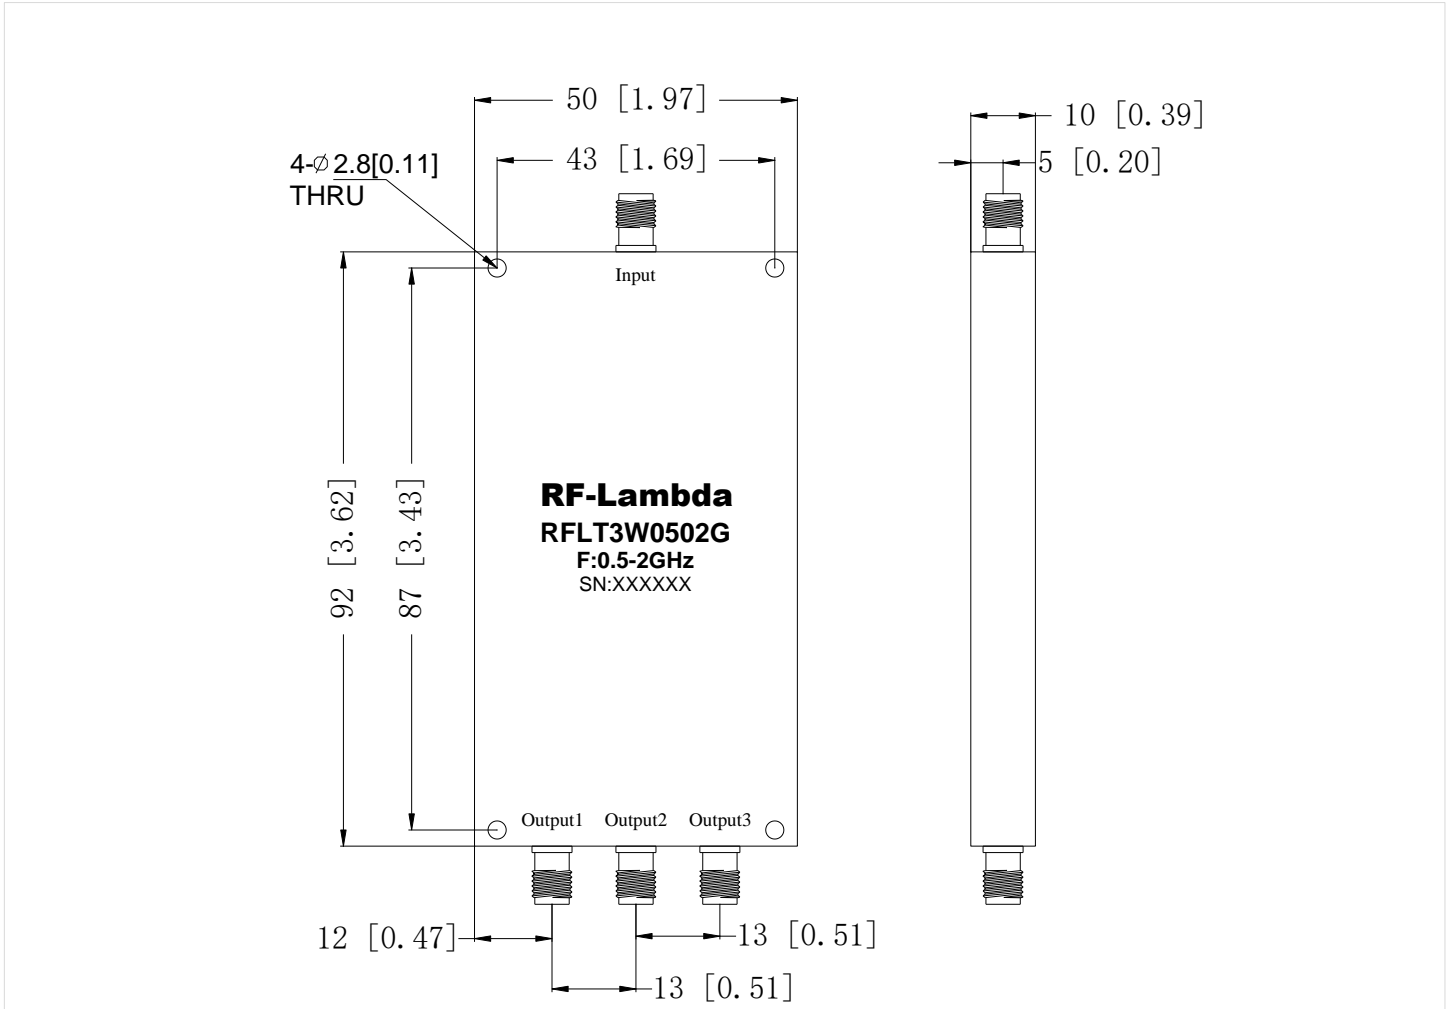 50 [1.97]
10 [0.39]
43 [1.69]
5 [0.20]
4-∅2.8[0.11]
THRU
Input
92 [3.62]
87 [3.43]
RF-Lambda
RFLT3W0502G
F:0.5-2GHz
SN:XXXXXX
Output1 Output2 Output3
12 [0.47]
13 [0.51]
13 [0.51]